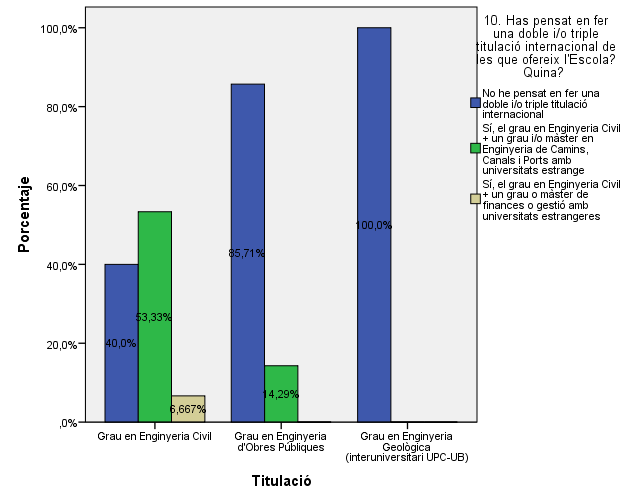 10. Has pensat en fer
una doble i/o triple
titulació internacional de
les que ofereix l'Escola?
Quina?
No he pensat en fer una
doble i/o triple titulació
internacional
Sí, el grau en Enginyeria Civil
+ un grau i/o màster en
Enginyeria de Camins,
Canals i Ports amb
universitats estrange
Sí, el grau en Enginyeria Civil
+ un grau o màster de
finances o gestió amb
universitats estrangeres
Porcentaje
100,0%
80,0%
60,0%
40,0%
20,0%
,0%
40,0%
53,33%
6,667%
85,71%
14,29%
100,0%
Grau en Enginyeria Civil
Grau en Enginyeria
d'Obres Públiques
Grau en Enginyeria
Geològica
(interuniversitari UPC-UB)
Titulació